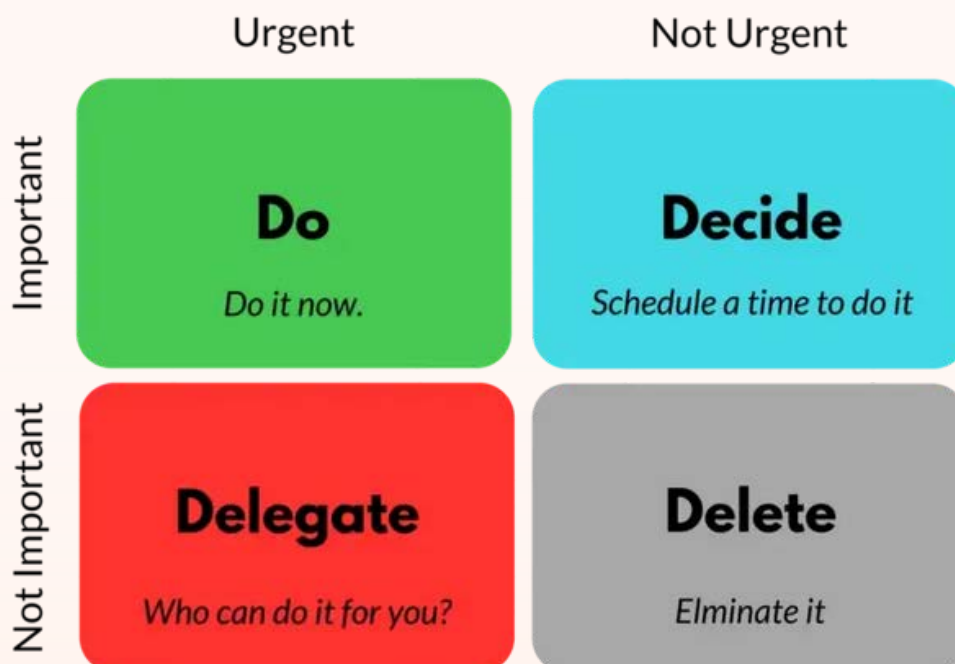 Urgent
Not Urgent
Important
Do
Do it now.
Decide
Schedule a time to do it
Not Important
Delegate
Who can do it for you?
Delete
Elminate it